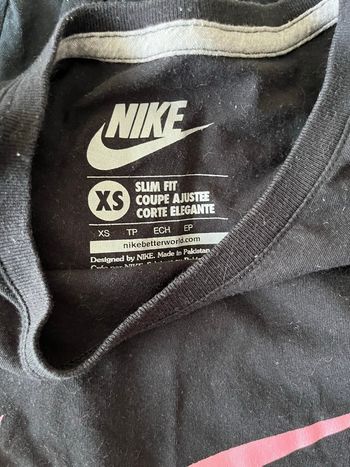 NIKE
XS
SLIM FIT
COUPE AJUSTEE
CORTE ELEGANTE
XS TP ECH EP
nikebetterworld.com
Designed by NIKE. Made in Pakistan